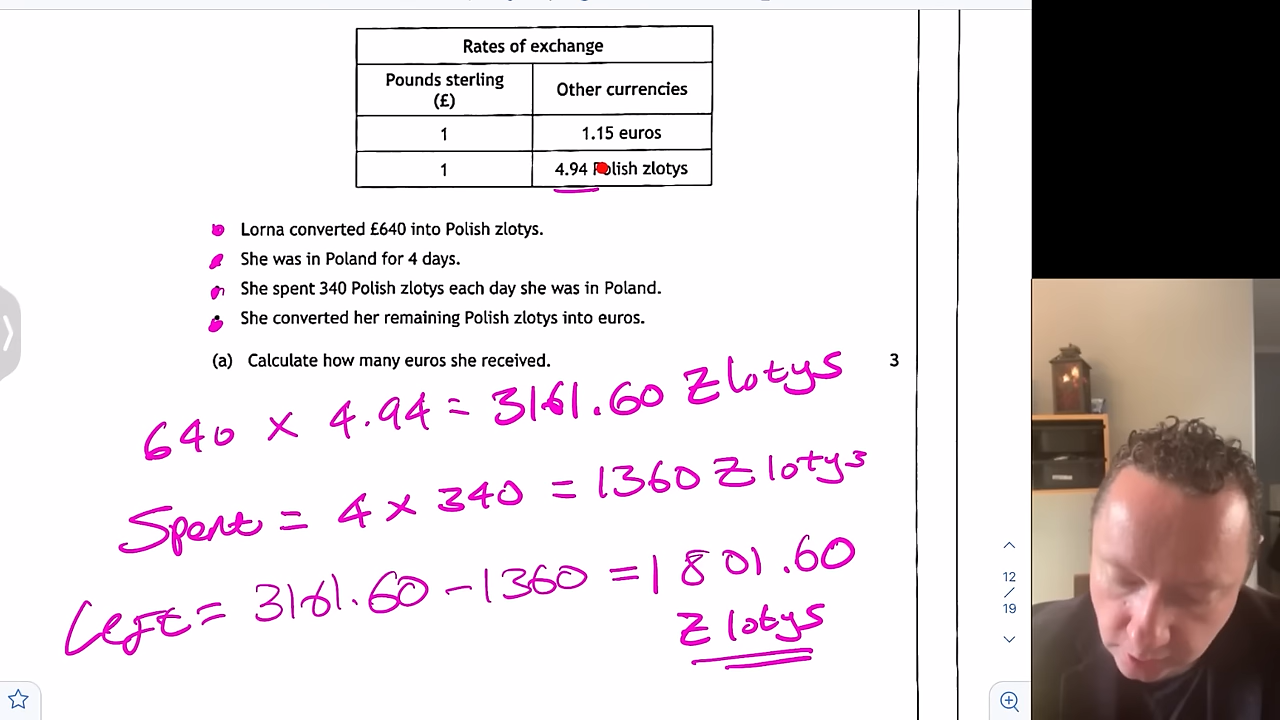 Rates of exchange
Pounds sterling (£) Other currencies
1 1.15 euros
1 4.94 Polish zlotys
Lorna converted £640 into Polish zlotys.
She was in Poland for 4 days.
She spent 340 Polish zlotys each day she was in Poland.
She converted her remaining Polish zlotys into euros.
(a) Calculate how many euros she received. 3
640 × 4.94 = 3161.60 Zlotys
Spent = 4 × 340 = 1360 Zlotys
Left = 3161.60 - 1360 = 1801.60
Zlotys
12
/
19